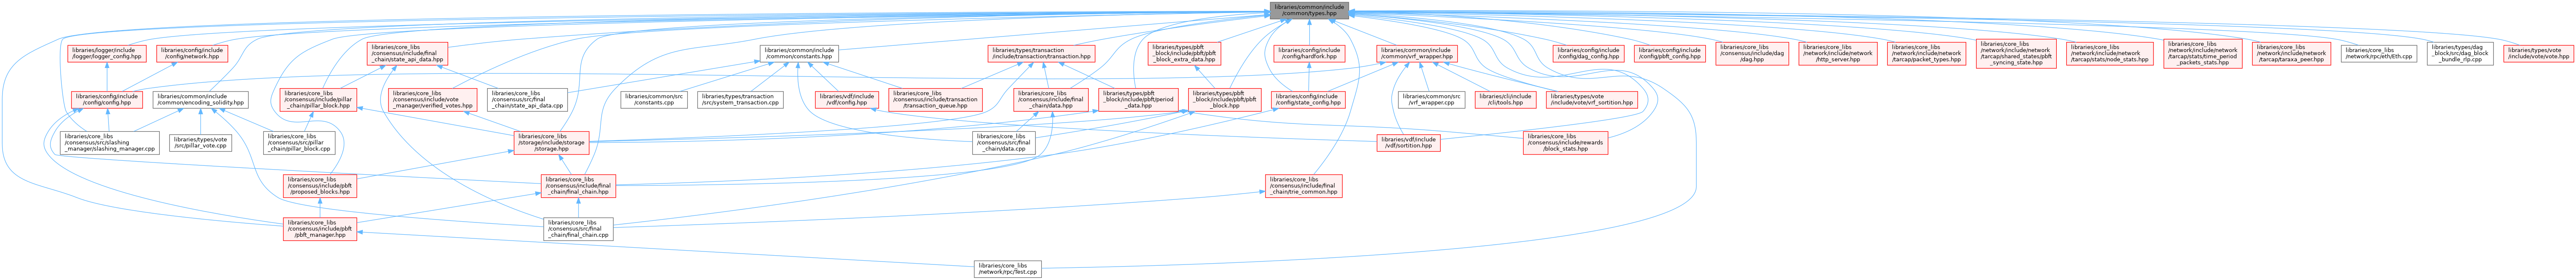 libraries/common/include
/common/types.hpp
libraries/logger/include
/logger/logger_config.hpp
libraries/config/include
/config/network.hpp
libraries/core_libs
/consensus/include/final
_chain/state_api_data.hpp
libraries/common/include
/common/constants.hpp
libraries/types/transaction
/include/transaction/transaction.hpp
libraries/types/pbft
_block/include/pbft/pbft
_block_extra_data.hpp
libraries/config/include
/config/hardfork.hpp
libraries/common/include
/common/vrf_wrapper.hpp
libraries/config/include
/config/dag_config.hpp
libraries/config/include
/config/pbft_config.hpp
libraries/core_libs
/consensus/include/dag
/dag.hpp
libraries/core_libs
/network/include/network
/http_server.hpp
libraries/core_libs
/network/include/network
/tarcap/packet_types.hpp
libraries/core_libs
/network/include/network
/tarcap/shared_states/pbft
_syncing_state.hpp
libraries/core_libs
/network/include/network
/tarcap/stats/node_stats.hpp
libraries/core_libs
/network/include/network
/tarcap/stats/time_period
_packets_stats.hpp
libraries/core_libs
/network/include/network
/tarcap/taraxa_peer.hpp
libraries/core_libs
/network/rpc/eth/Eth.cpp
libraries/types/dag
_block/src/dag_block
_bundle_rlp.cpp
libraries/types/vote
/include/vote/vote.hpp
libraries/config/include
/config/config.hpp
libraries/common/include
/common/encoding_solidity.hpp
libraries/core_libs
/consensus/include/pillar
_chain/pillar_block.hpp
libraries/core_libs
/consensus/include/vote
_manager/verified_votes.hpp
libraries/core_libs
/consensus/src/final
_chain/state_api_data.cpp
libraries/common/src
/constants.cpp
libraries/types/transaction
/src/system_transaction.cpp
libraries/vdf/include
/vdf/config.hpp
libraries/core_libs
/consensus/include/transaction
/transaction_queue.hpp
libraries/core_libs
/consensus/include/final
_chain/data.hpp
libraries/types/pbft
_block/include/pbft/period
_data.hpp
libraries/types/pbft
_block/include/pbft/pbft
_block.hpp
libraries/config/include
/config/state_config.hpp
libraries/common/src
/vrf_wrapper.cpp
libraries/cli/include
/cli/tools.hpp
libraries/types/vote
/include/vote/vrf_sortition.hpp
libraries/core_libs
/consensus/src/slashing
_manager/slashing_manager.cpp
libraries/types/vote
/src/pillar_vote.cpp
libraries/core_libs
/consensus/src/pillar
_chain/pillar_block.cpp
libraries/core_libs
/storage/include/storage
/storage.hpp
libraries/core_libs
/consensus/src/final
_chain/data.cpp
libraries/vdf/include
/vdf/sortition.hpp
libraries/core_libs
/consensus/include/rewards
/block_stats.hpp
libraries/core_libs
/consensus/include/pbft
/proposed_blocks.hpp
libraries/core_libs
/consensus/include/final
_chain/final_chain.hpp
libraries/core_libs
/consensus/include/final
_chain/trie_common.hpp
libraries/core_libs
/consensus/include/pbft
/pbft_manager.hpp
libraries/core_libs
/consensus/src/final
_chain/final_chain.cpp
libraries/core_libs
/network/rpc/Test.cpp